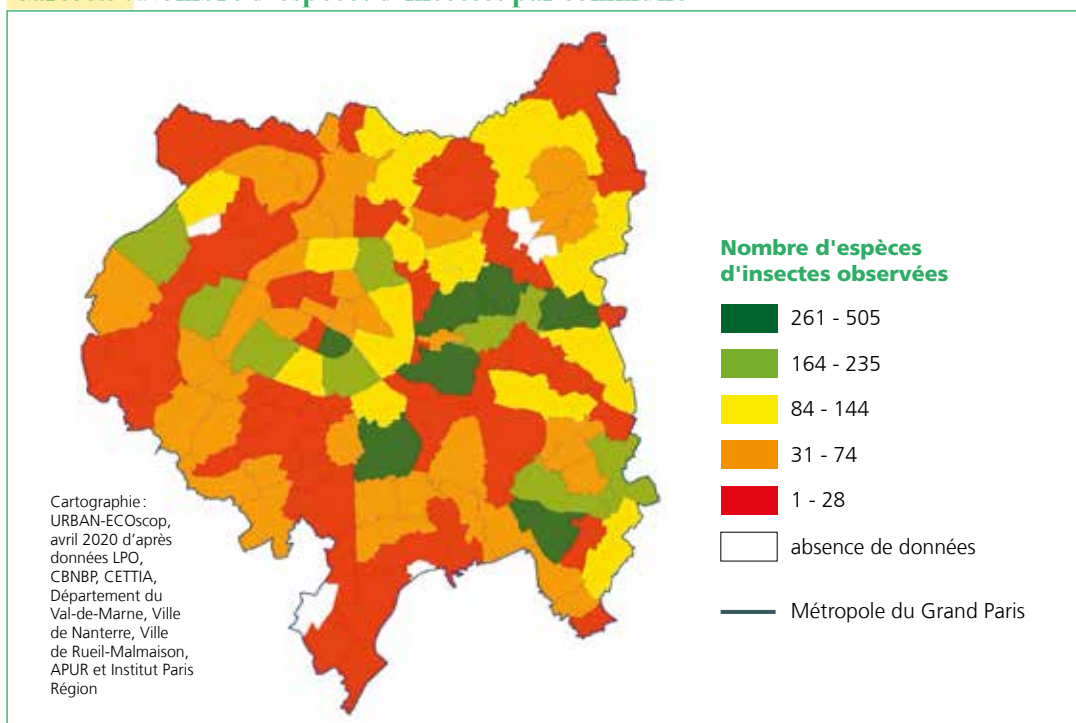 Nombre d'espèces
d'insectes observées
261 - 505
164 - 235
84 - 144
31 - 74
1 - 28
absence de données
Métropole du Grand Paris
Cartographie :
URBAN-ECOscop,
avril 2020 d'après
données LPO,
CBNBP, CETTIA,
Département du
Val-de-Marne, Ville
de Nanterre, Ville
de Rueil-Malmaison,
APUR et Institut Paris
Région